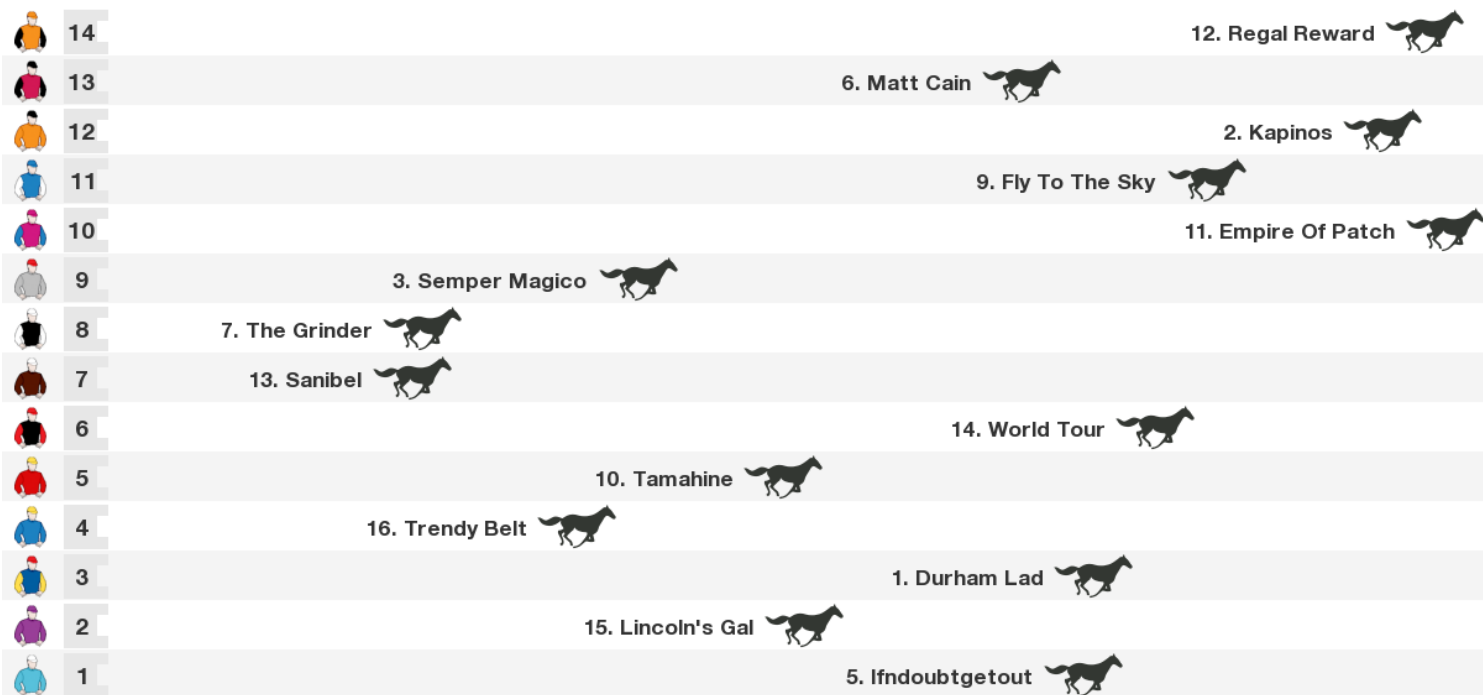 14 12. Regal Reward
13 6. Matt Cain
12 2. Kapinos
11 9. Fly To The Sky
10 11. Empire Of Patch
9 3. Semper Magico
8 7. The Grinder
7 13. Sanibel
6 14. World Tour
5 10. Tamahine
4 16. Trendy Belt
3 1. Durham Lad
2 15. Lincoln's Gal
1 5. Ifndoubtgetout